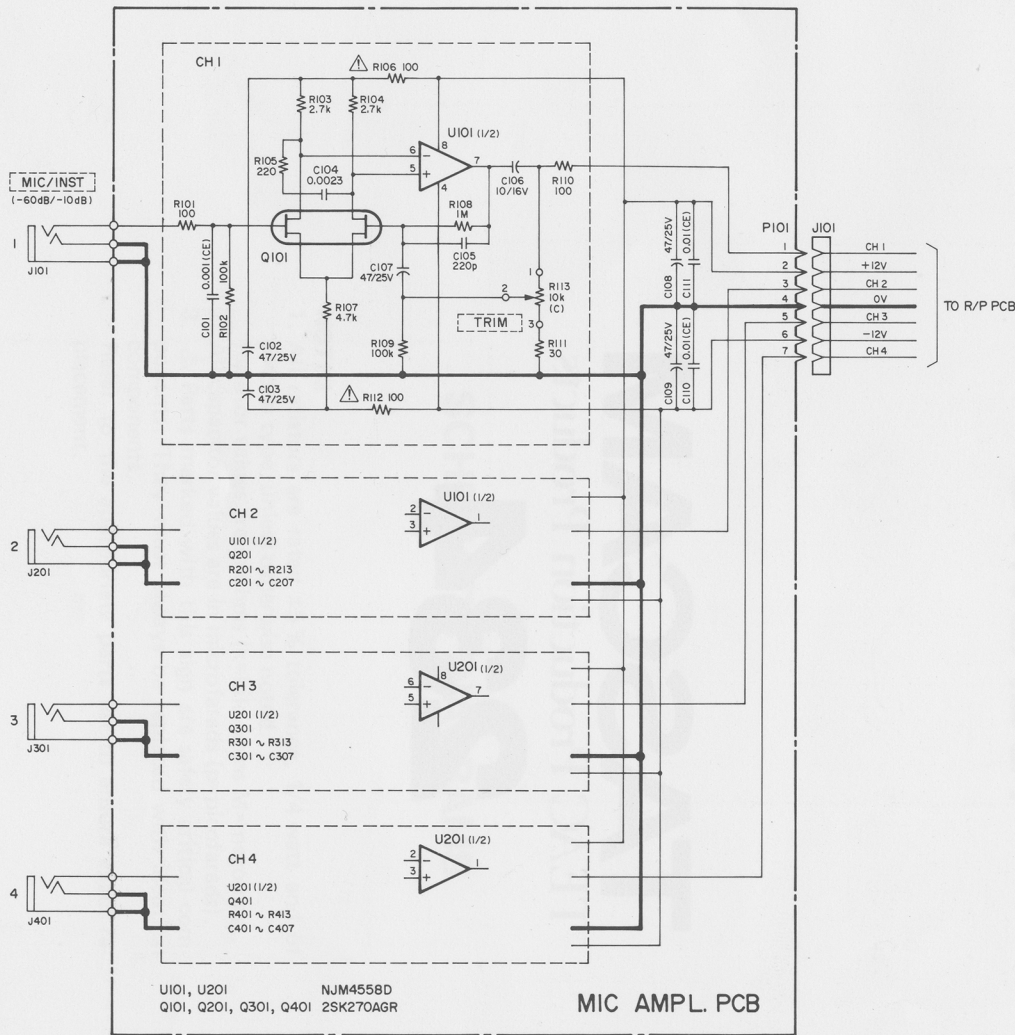 CH 1
R106 100
R103
2.7k
R104
2.7k
U101 (1/2)
8
6
7
5
4
R105
220
C104
0.0023
C106
10/16V
R110
100
MIC/INST
(-60dB/-10dB)
R101
100
R108
1M
C105
220p
Q101
1
J101
C101
0.001(CE)
R102
100k
C107
47/25V
1
2
R113
10k
(C)
TRIM
3
R107
4.7k
R109
100k
R111
30
C102
47/25V
C103
47/25V
R112 100
47/25V
C108
0.011(CE)
C111
47/25V
C109
0.011(CE)
C110
P101
J101
1
CH 1
2
+12V
3
CH 2
4
0V
5
CH 3
6
-12V
7
CH 4
TO R/P PCB
CH 2
U101 (1/2)
2
3
1
U101 (1/2)
Q201
R201 ~ R213
C201 ~ C207
2
J201
CH 3
U201 (1/2)
8
6
7
5
U201 (1/2)
Q301
R301 ~ R313
C301 ~ C307
3
J301
CH 4
U201 (1/2)
2
3
1
U201 (1/2)
Q401
R401 ~ R413
C401 ~ C407
4
J401
U101, U201 NJM4558D
Q101, Q201, Q301, Q401 2SK270AGR
MIC AMPL. PCB